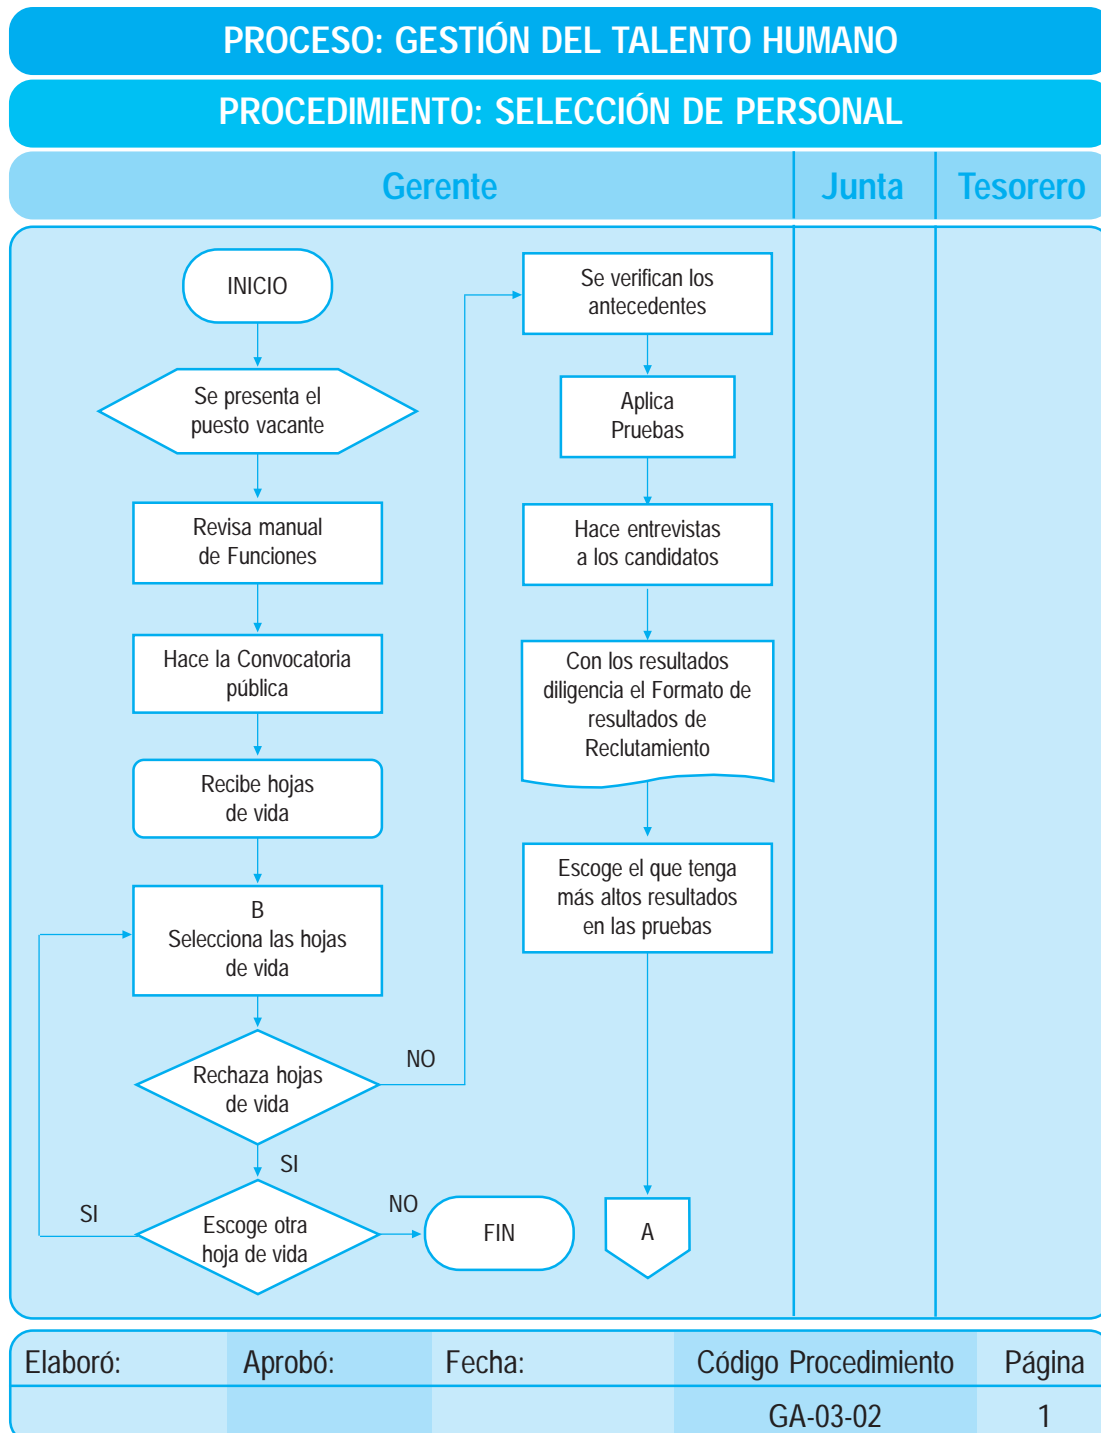 PROCESO: GESTIÓN DEL TALENTO HUMANO
PROCEDIMIENTO: SELECCIÓN DE PERSONAL
Gerente
Junta
Tesorero
INICIO
Se presenta el
puesto vacante
Revisa manual
de Funciones
Hace la Convocatoria
pública
Recibe hojas
de vida
B
Selecciona las hojas
de vida
Rechaza hojas
de vida
NO
SI
Escoge otra
hoja de vida
SI
NO
FIN
Se verifican los
antecedentes
Aplica
Pruebas
Hace entrevistas
a los candidatos
Con los resultados
diligencia el Formato de
resultados de
Reclutamiento
Escoge el que tenga
más altos resultados
en las pruebas
A
Elaboró:
Aprobó:
Fecha:
Código Procedimiento
Página
GA-03-02
1